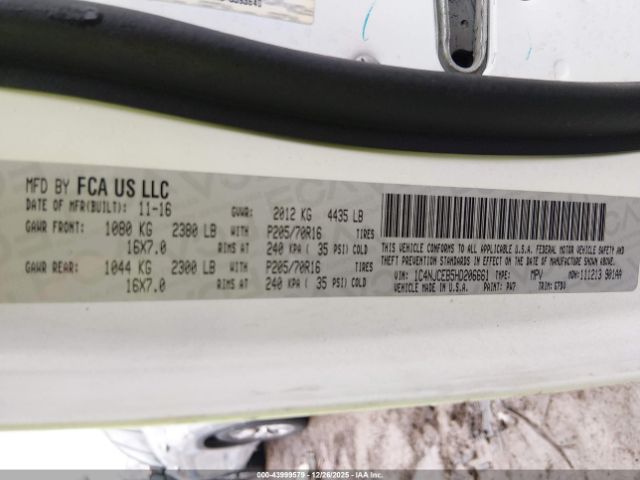 MFD BY FCA US LLC
DATE OF MFR(BUILT): 11-16 GVWR: 2012 KG 4435 LB
GAWR FRONT: 1080 KG 2380 LB WITH P205/70R16 TIRES
16X7.0 RIMS AT 240 KPA ( 35 PSI) COLD
GAWR REAR: 1044 KG 2300 LB WITH P205/70R16 TIRES
16X7.0 RIMS AT 240 KPA ( 35 PSI) COLD
THIS VEHICLE CONFORMS TO ALL APPLICABLE U.S.A. FEDERAL MOTOR VEHICLE SAFETY, BUMPER AND
THEFT PREVENTION STANDARDS IN EFFECT ON THE DATE OF MANUFACTURE SHOWN ABOVE.
VIN: 1C4NJCEB5HD206661 TYPE: MPV MDH:111213 901AA
VEHICLE MADE IN U.S.A. PAINT: PW7 TRIM:
000-43999579 - 12/26/2025 - IAA